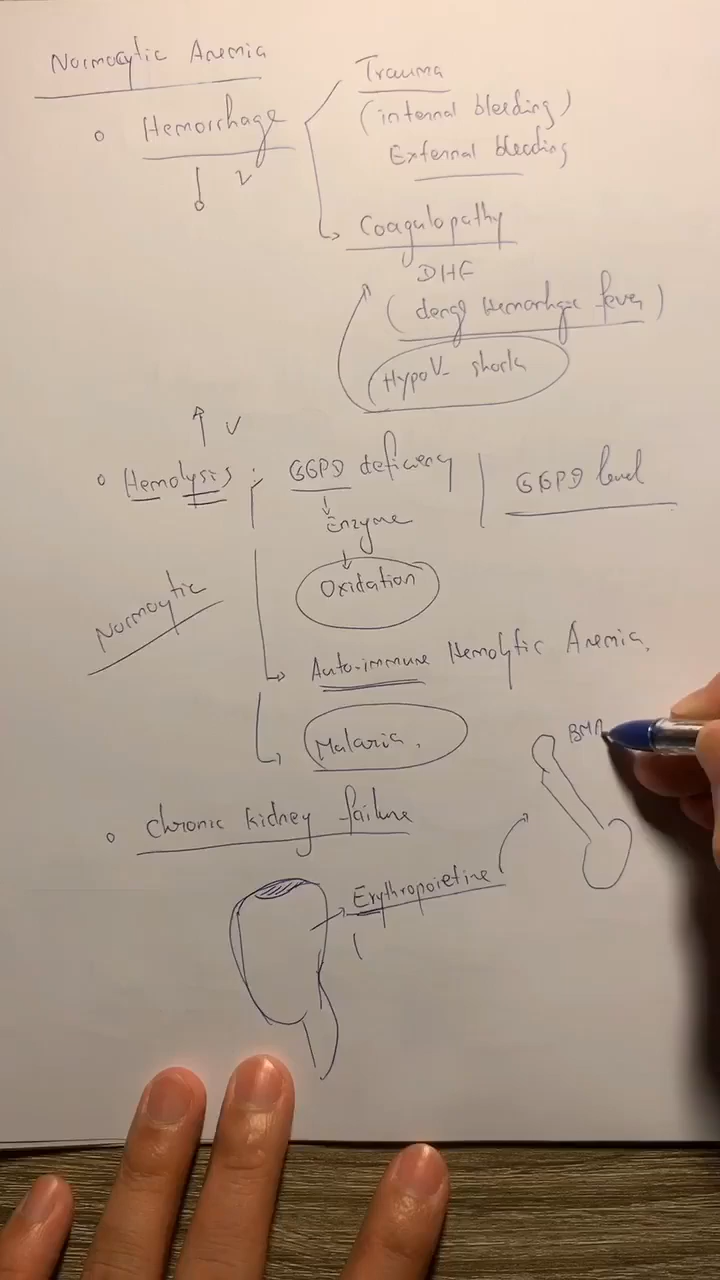 Normocytic Anemia
Hemorrhage
Trauma
(internal bleeding)
External bleeding
Coagulopathy
DHF
(deng Hemorrhagic fever)
HypoV- shock
Hemolysis
G6PD deficiency
G6PD level
Enzyme
Oxidation
Normocytic
Auto-immune Hemolytic Anemia.
Malaria.
BMA
Chronic kidney failure
Erythropoietine